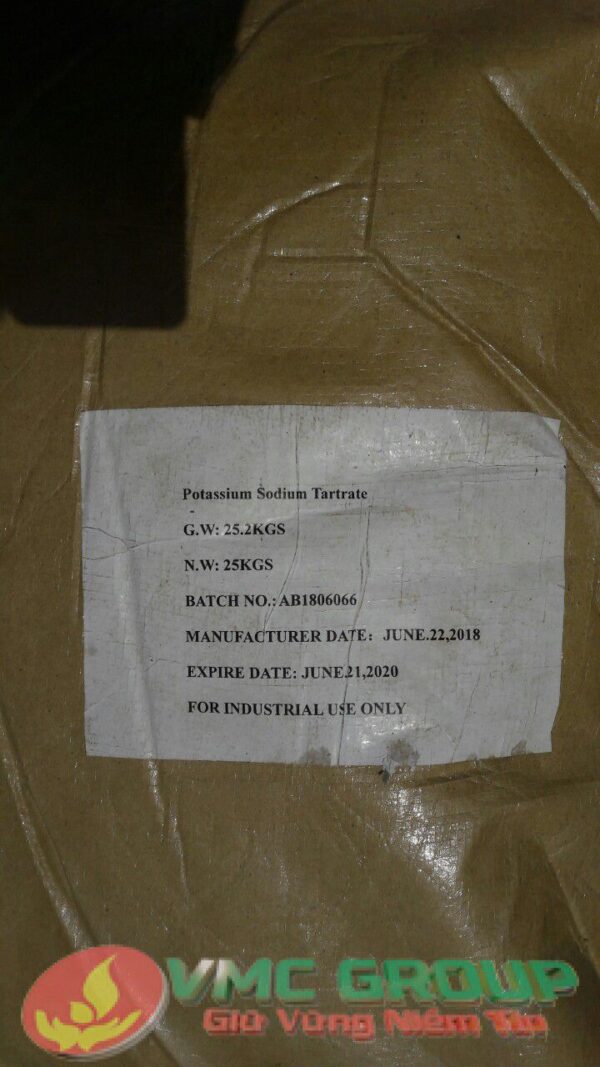 Potassium Sodium Tartrate
G.W: 25.2KGS
N.W: 25KGS
BATCH NO.: AB1806066
MANUFACTURER DATE: JUNE.22,2018
EXPIRE DATE: JUNE.21,2020
FOR INDUSTRIAL USE ONLY
VMC GROUP
Giữ Vững Niềm Tin